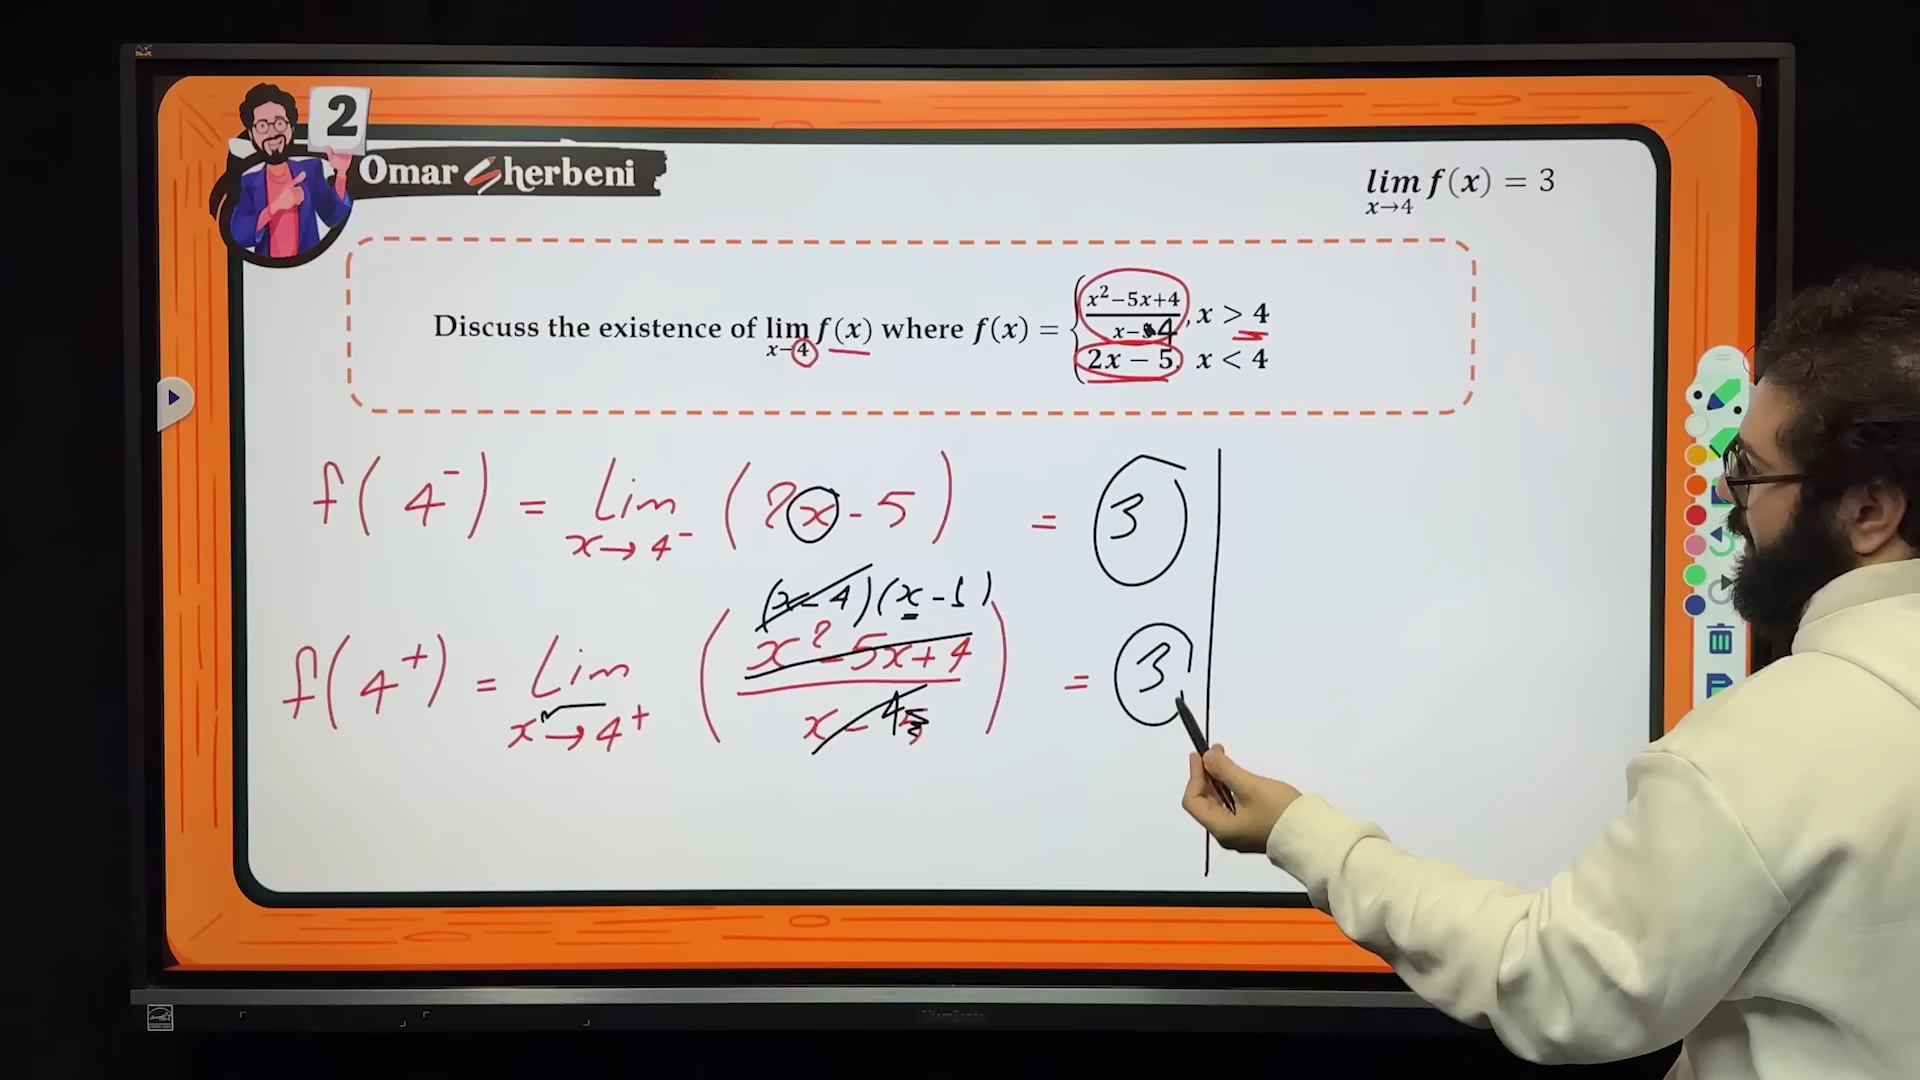 2
Omar Sherbeni
lim f(x) = 3
x→4
Discuss the existence of lim f(x) where f(x) = { x²−5x+4 / x−4 , x > 4
x−4
2x − 5, x < 4
f(4⁻) = Lim (2x - 5) = 3
x→4⁻
(x-4)(x-1)
f(4⁺) = Lim (x²-5x+4 / x-4) = 3
x→4⁺